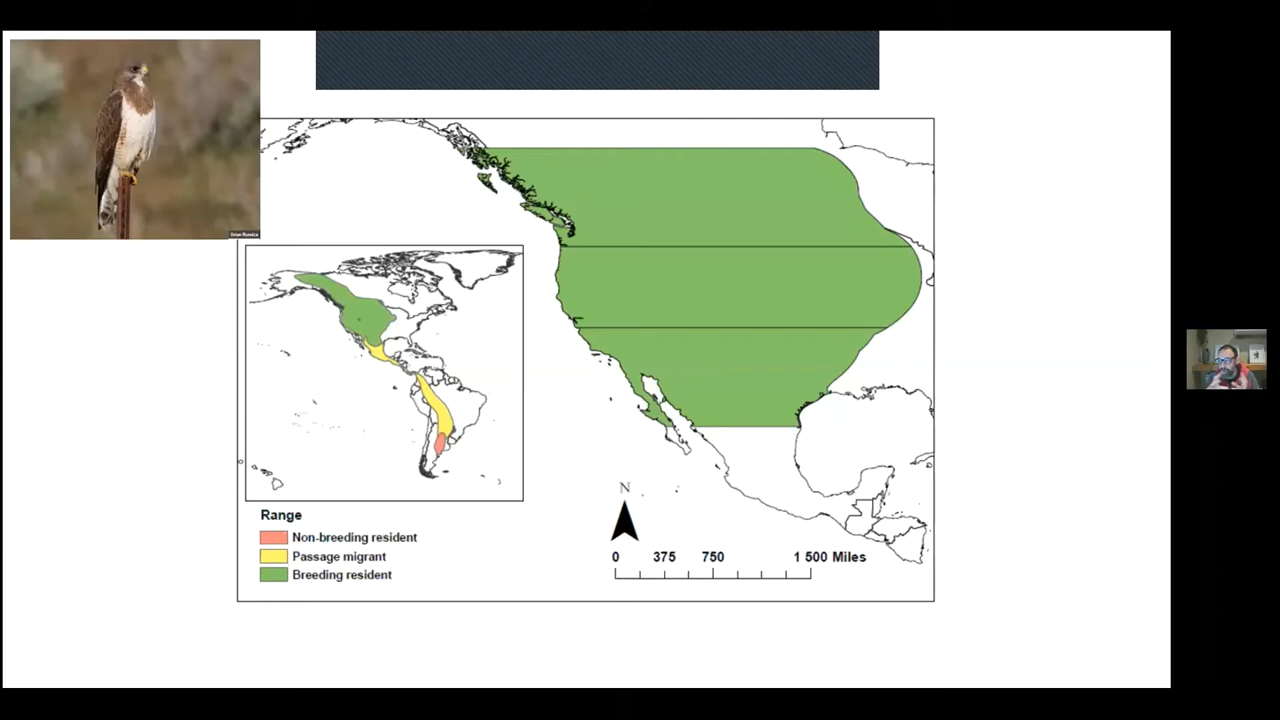 N
Range
Non-breeding resident
Passage migrant
Breeding resident
0 375 750 1 500 Miles